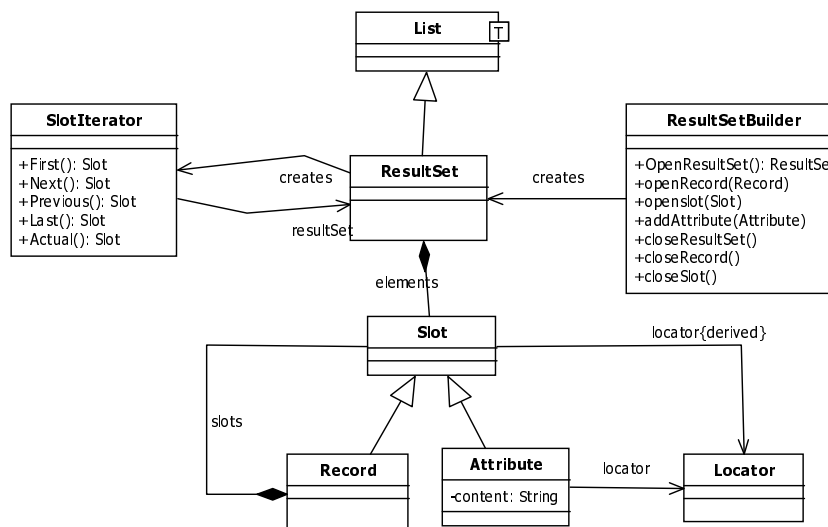 List
T
SlotIterator
+First(): Slot
+Next(): Slot
+Previous(): Slot
+Last(): Slot
+Actual(): Slot
creates
resultSet
ResultSet
creates
ResultSetBuilder
+OpenResultSet(): ResultSe
+openRecord(Record)
+openslot(Slot)
+addAttribute(Attribute)
+closeResultSet()
+closeRecord()
+closeSlot()
elements
Slot
locator{derived}
slots
Record
Attribute
-content: String
locator
Locator